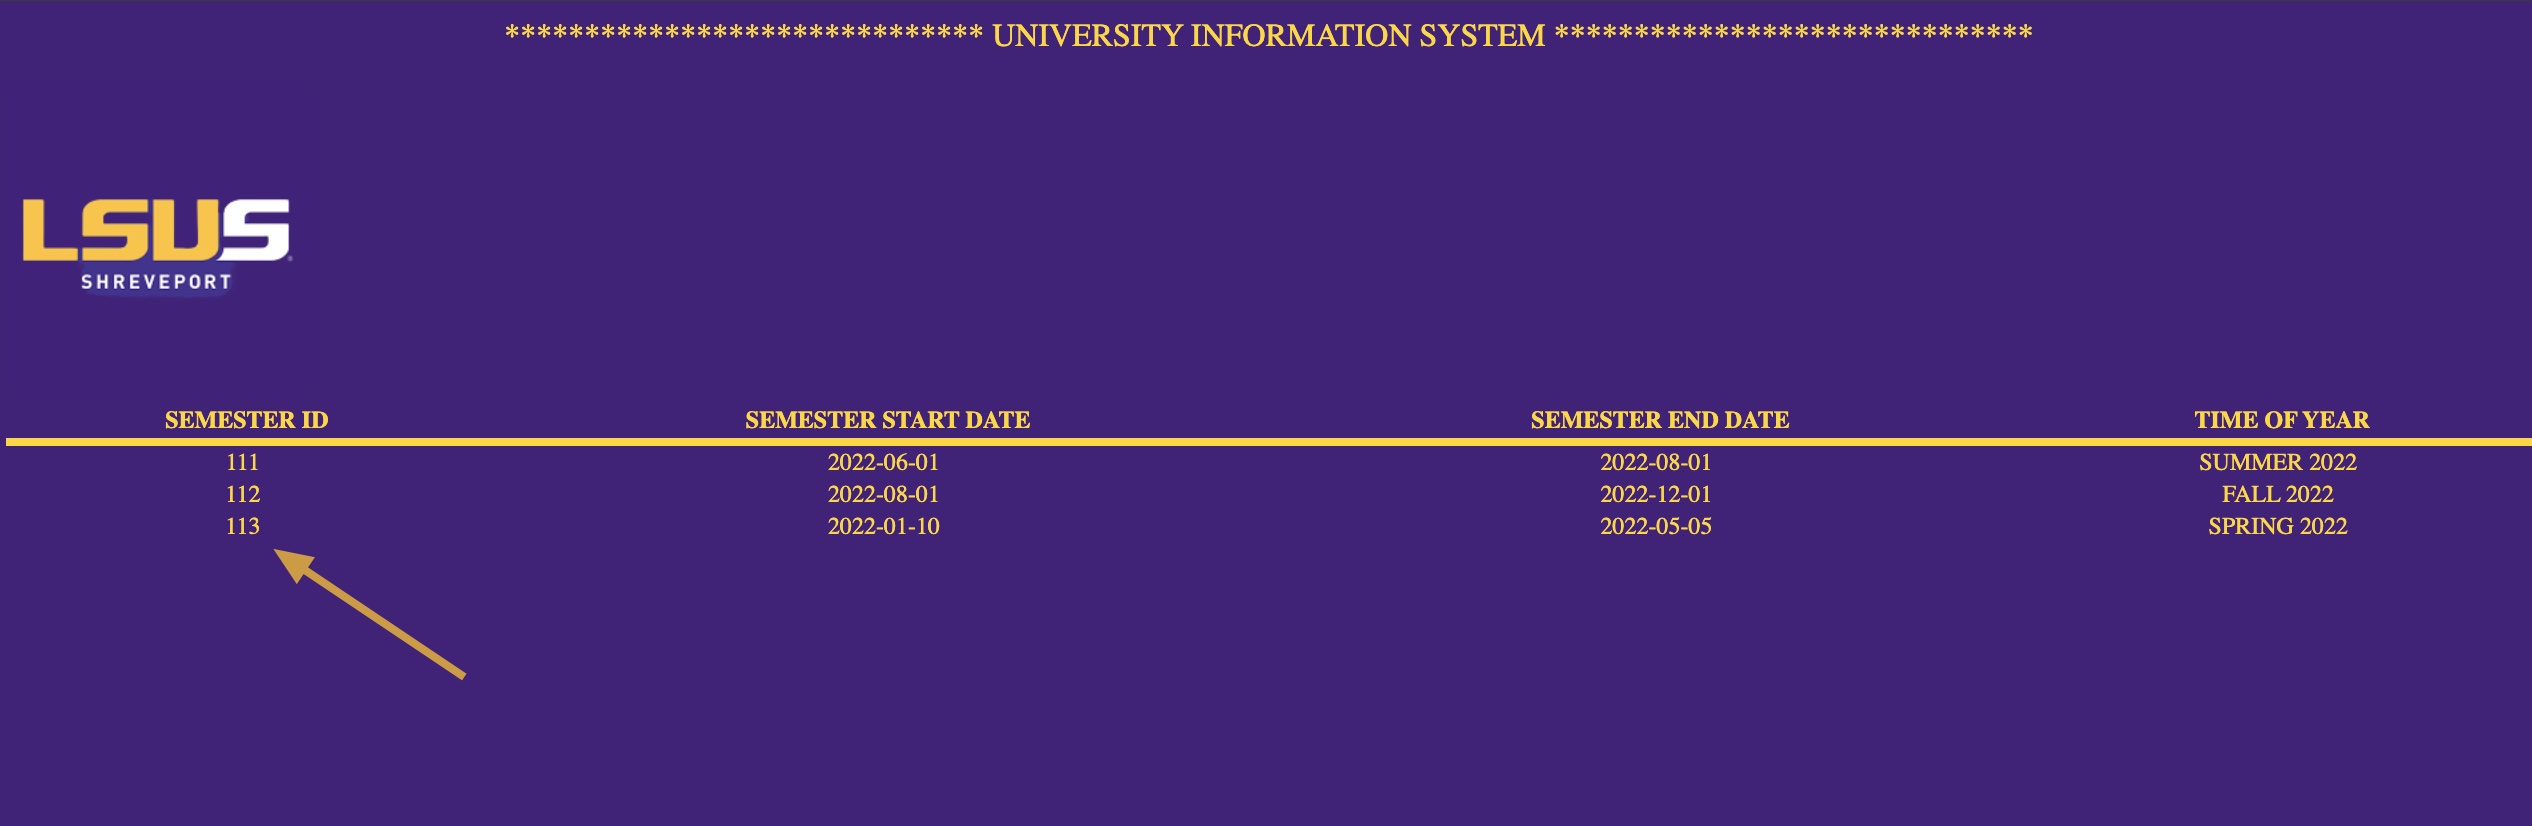 ****************************** UNIVERSITY INFORMATION SYSTEM ******************************
LSUS
SHREVEPORT
SEMESTER ID SEMESTER START DATE SEMESTER END DATE TIME OF YEAR
111 2022-06-01 2022-08-01 SUMMER 2022
112 2022-08-01 2022-12-01 FALL 2022
113 2022-01-10 2022-05-05 SPRING 2022